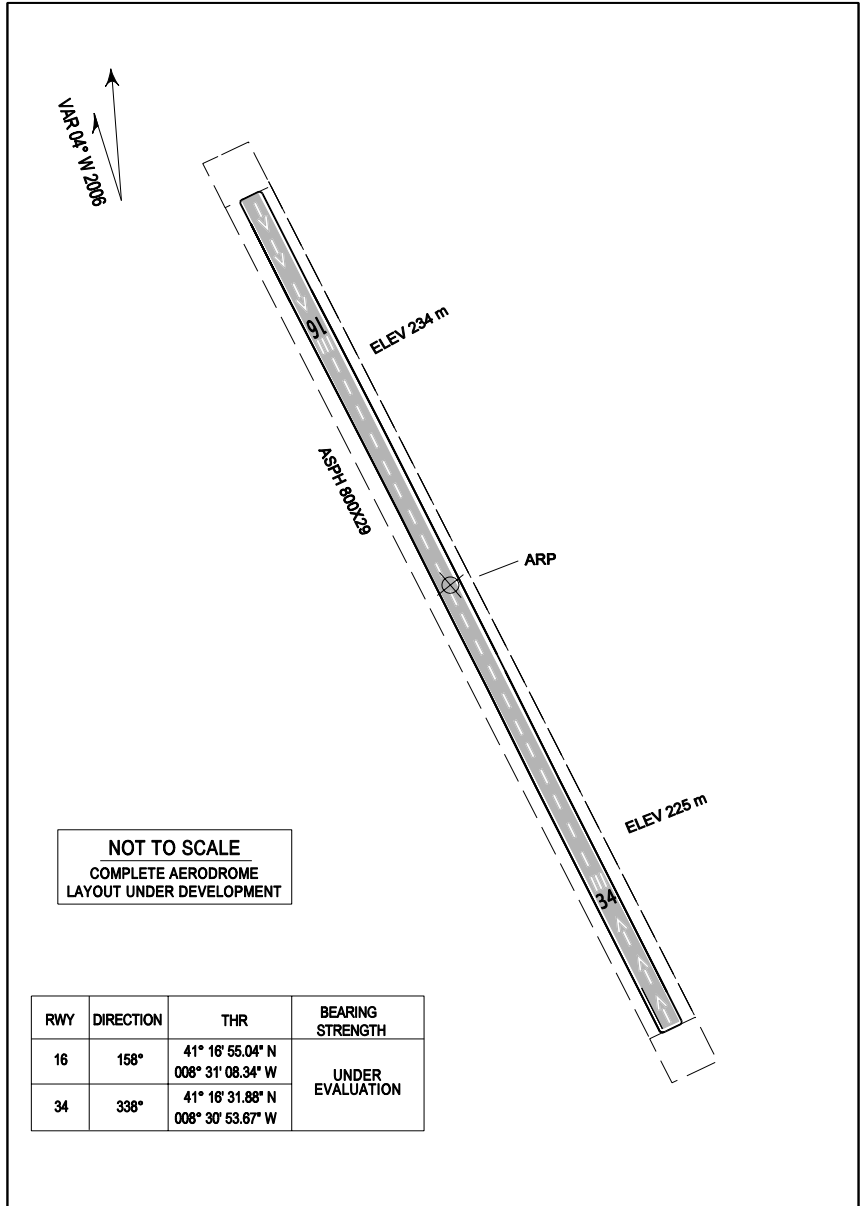 VAR 04° W 2006
16
ELEV 234 m
ASPH 800X29
ARP
ELEV 225 m
34
NOT TO SCALE
COMPLETE AERODROME
LAYOUT UNDER DEVELOPMENT
RWY DIRECTION THR BEARING STRENGTH
16 158° 41° 16' 55.04" N
008° 31' 08.34" W
34 338° 41° 16' 31.88" N
008° 30' 53.67" W
UNDER
EVALUATION